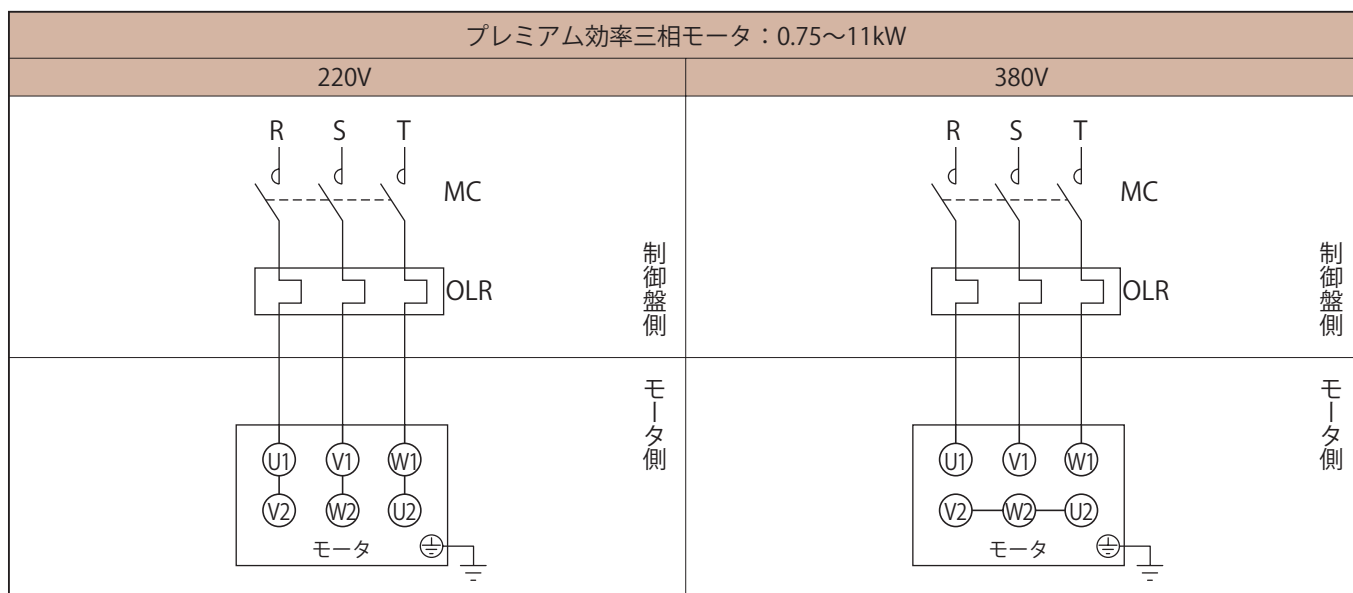 プレミアム効率三相モータ：0.75～11kW
220V
380V
R S T
MC
OLR
制御盤側
モータ側
U1 V1 W1
V2 W2 U2
モータ
R S T
MC
OLR
制御盤側
モータ側
U1 V1 W1
V2 W2 U2
モータ